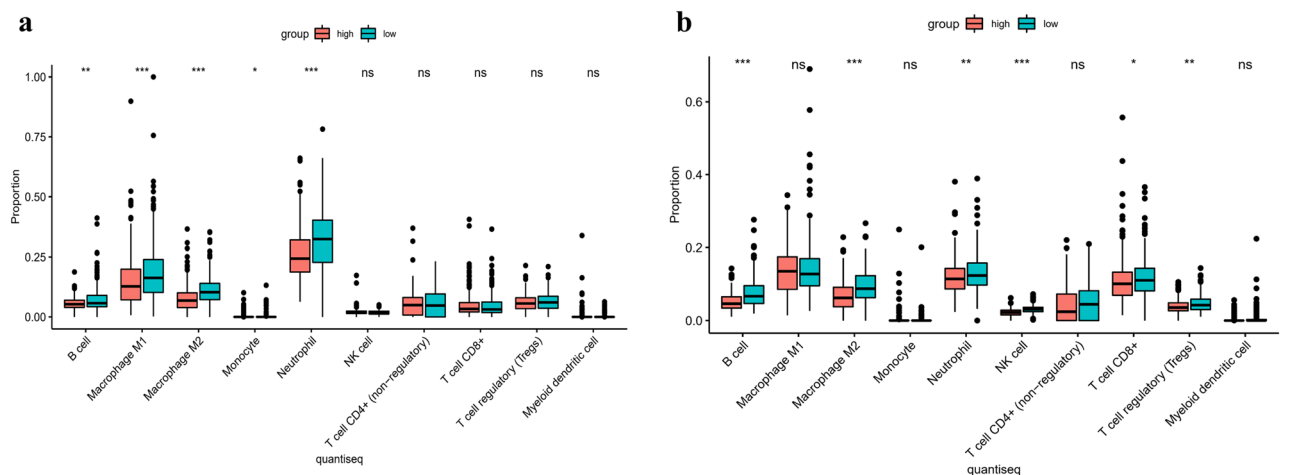 a
group high low
** *** *** * *** ns ns ns ns ns
1.00
0.75
0.50
0.25
0.00
Proportion
B cell
Macrophage M1
Macrophage M2
Monocyte
Neutrophil
NK cell
T cell CD4+ (non-regulatory)
T cell CD8+
T cell regulatory (Tregs)
Myeloid dendritic cell
quantiseq
b
group high low
*** ns *** ns ** *** ns * ** ns
0.6
0.4
0.2
0.0
Proportion
B cell
Macrophage M1
Macrophage M2
Monocyte
Neutrophil
NK cell
T cell CD4+ (non-regulatory)
T cell CD8+
T cell regulatory (Tregs)
Myeloid dendritic cell
quantiseq